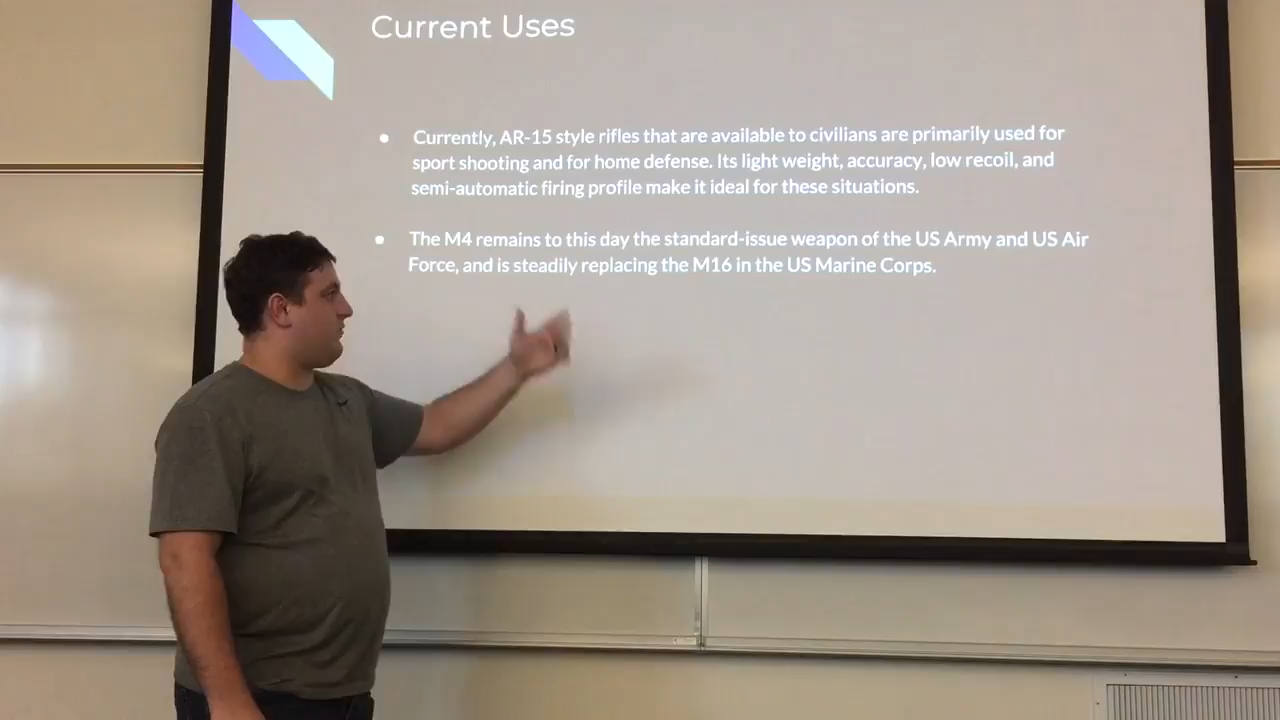 Current Uses
Currently, AR-15 style rifles that are available to civilians are primarily used for
sport shooting and for home defense. Its light weight, accuracy, low recoil, and
semi-automatic firing profile make it ideal for these situations.
The M4 remains to this day the standard-issue weapon of the US Army and US Air
Force, and is steadily replacing the M16 in the US Marine Corps.